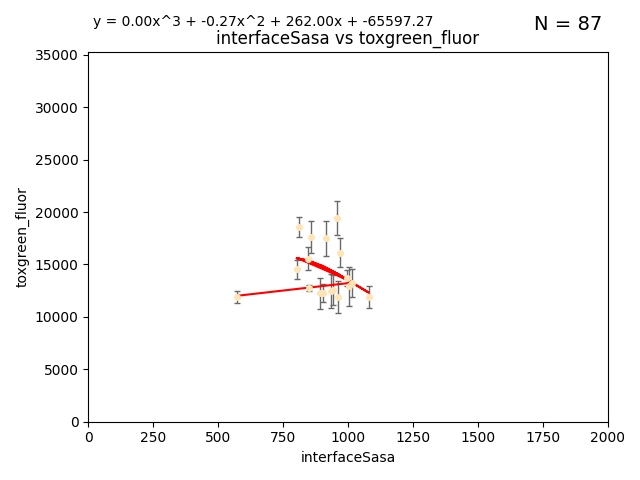 y = 0.00x^3 + -0.27x^2 + 262.00x + -65597.27
N = 87
interfaceSasa vs toxgreen_fluor
35000
30000
25000
20000
15000
10000
5000
0
toxgreen_fluor
0 250 500 750 1000 1250 1500 1750 2000
interfaceSasa